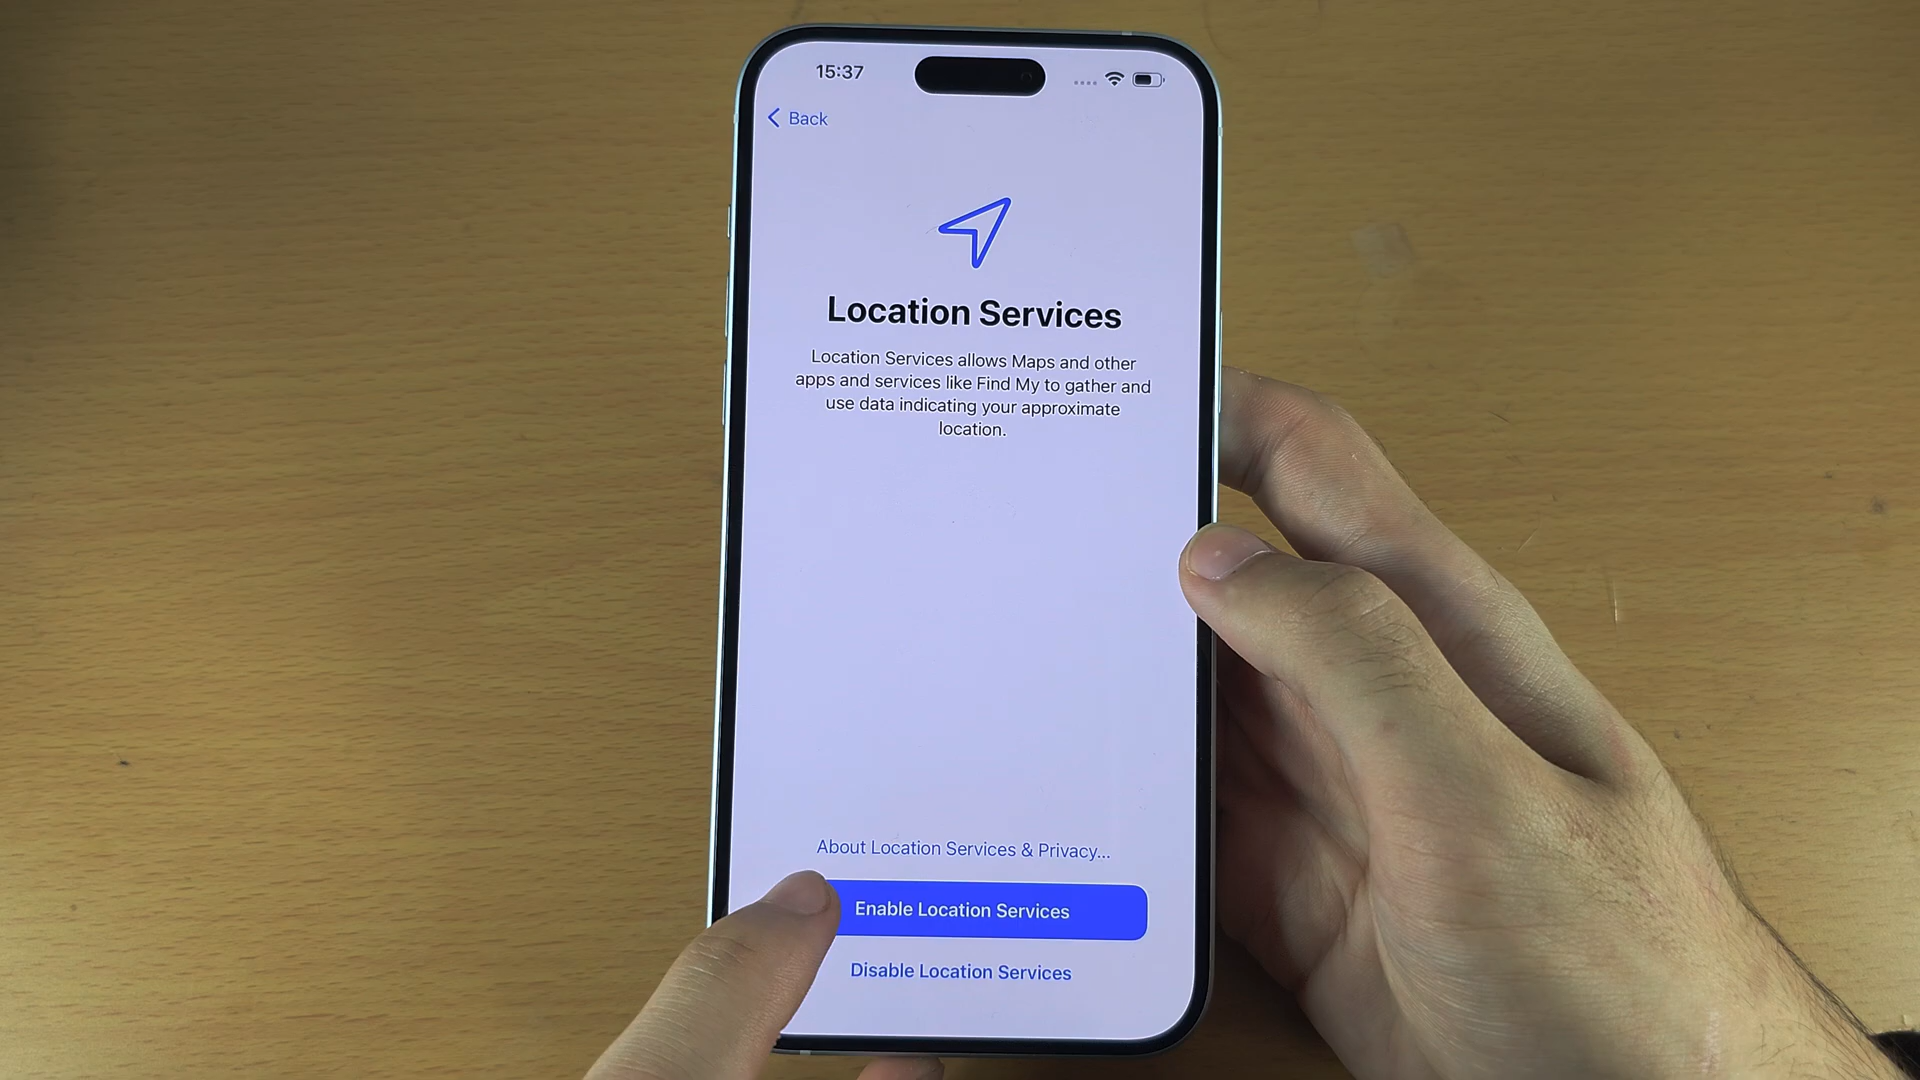 15:37
Back
Location Services
Location Services allows Maps and other
apps and services like Find My to gather and
use data indicating your approximate
location.
About Location Services & Privacy...
Enable Location Services
Disable Location Services